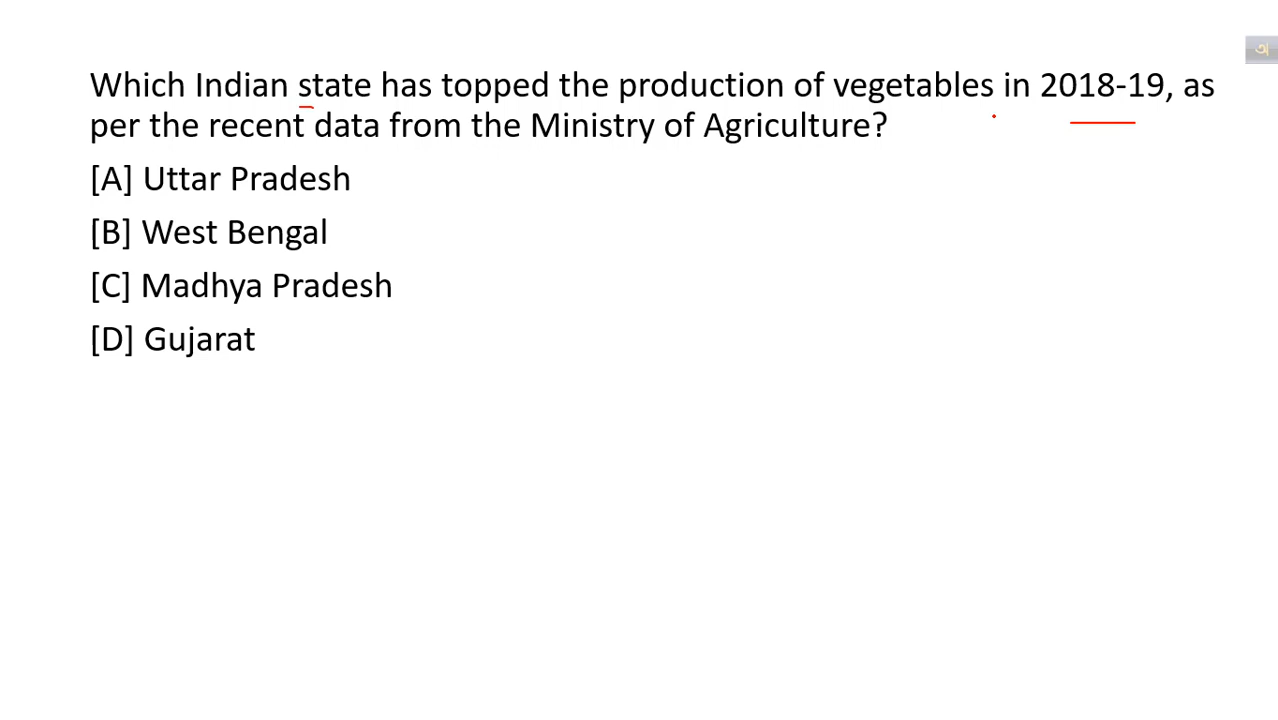 Which Indian state has topped the production of vegetables in 2018-19, as
per the recent data from the Ministry of Agriculture?
[A] Uttar Pradesh
[B] West Bengal
[C] Madhya Pradesh
[D] Gujarat